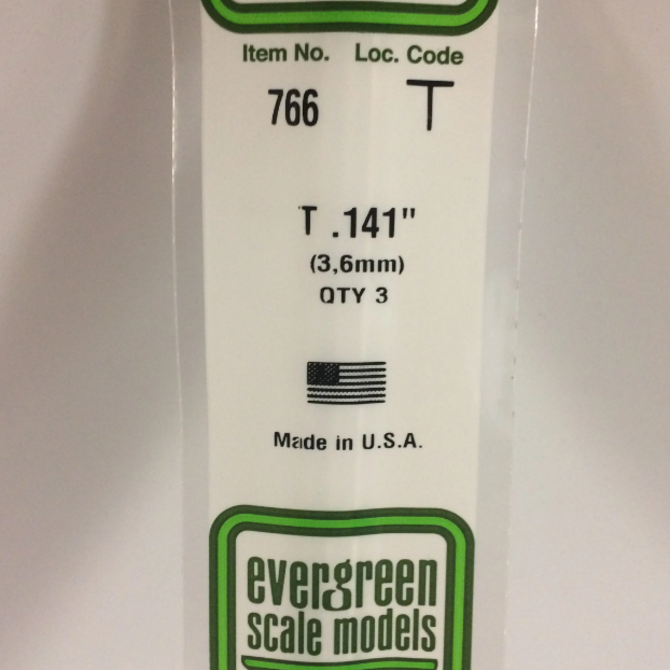 Item No. Loc. Code
766 T
T .141"
(3,6mm)
QTY 3
Made in U.S.A.
evergreen
scale models